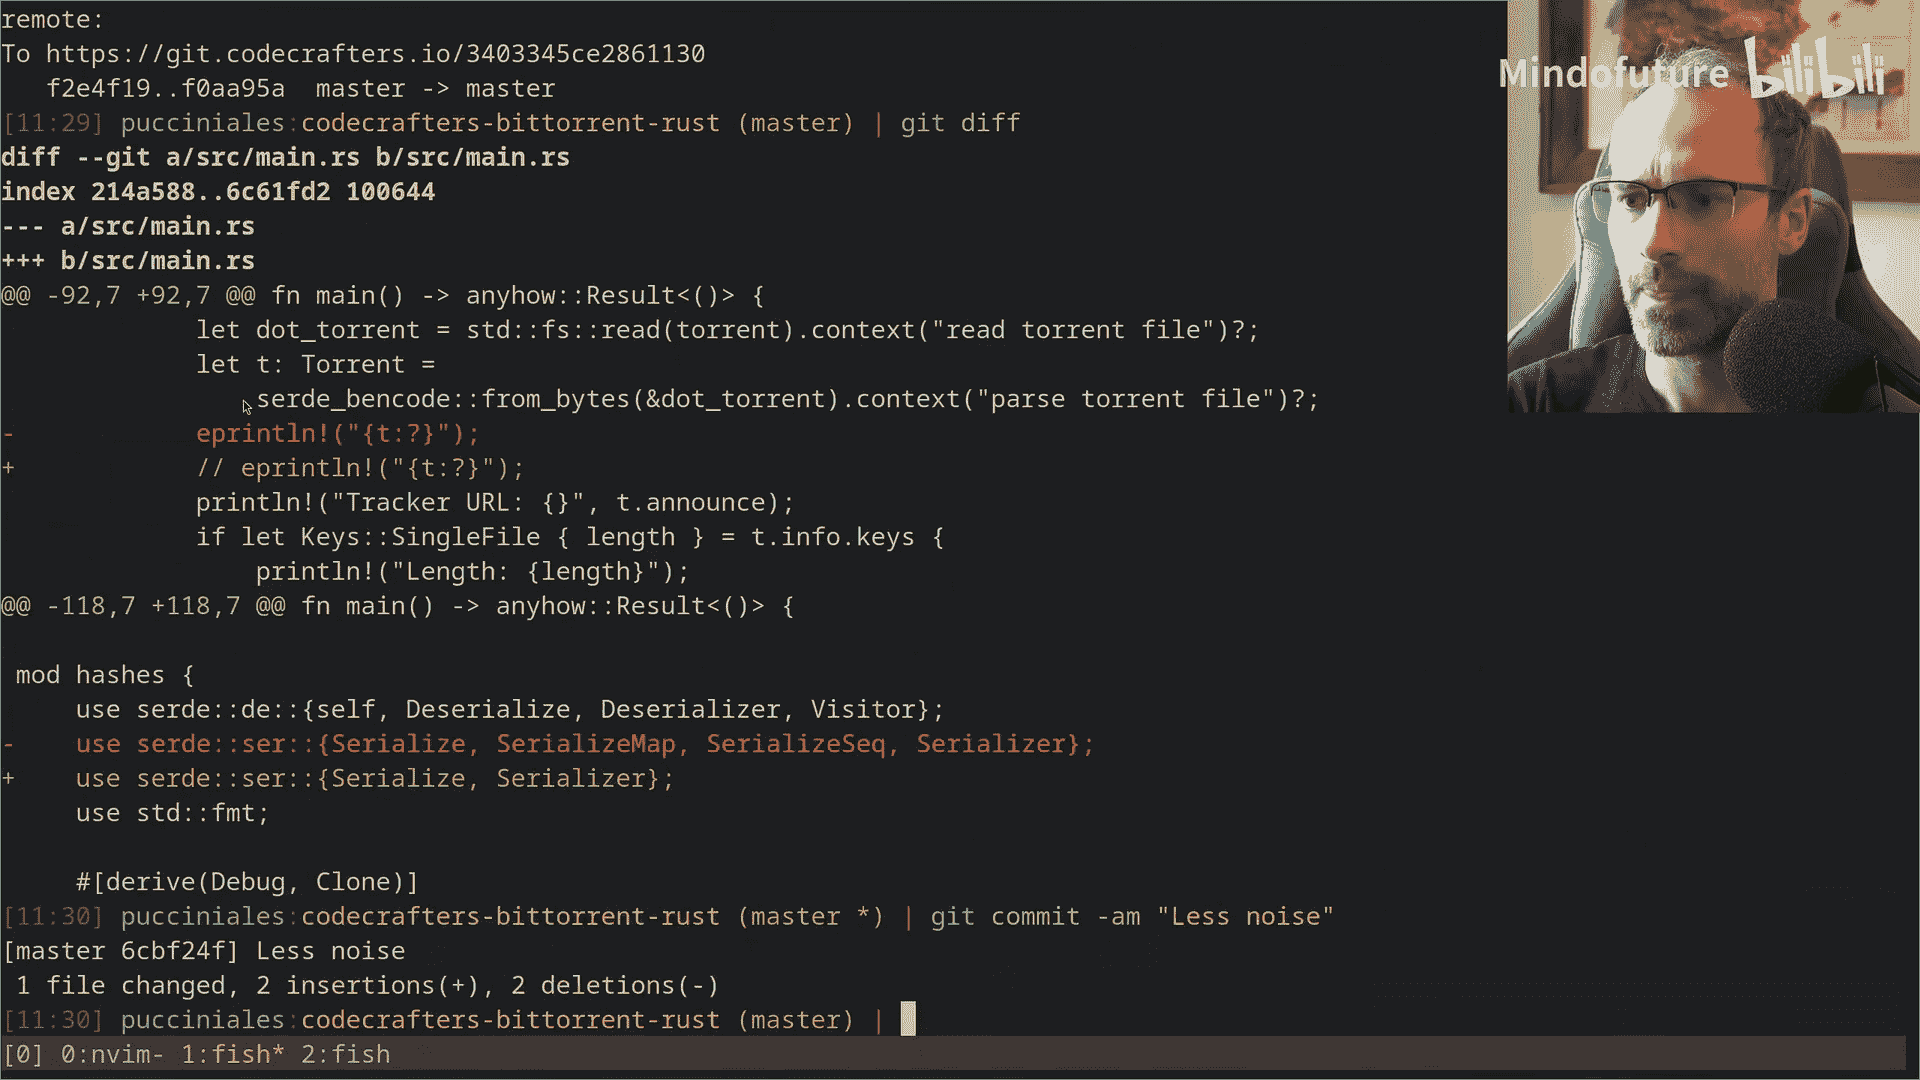 remote:
To https://git.codecrafters.io/3403345ce2861130
   f2e4f19..f0aa95a  master -> master
[11:29] pucciniales:codecrafters-bittorrent-rust (master) | git diff
diff --git a/src/main.rs b/src/main.rs
index 214a588..6c61fd2 100644
--- a/src/main.rs
+++ b/src/main.rs
@@ -92,7 +92,7 @@ fn main() -> anyhow::Result<()> {
             let dot_torrent = std::fs::read(torrent).context("read torrent file")?;
             let t: Torrent =
                 serde_bencode::from_bytes(&dot_torrent).context("parse torrent file")?;
-            eprintln!("{t:?}");
+            // eprintln!("{t:?}");
             println!("Tracker URL: {}", t.announce);
             if let Keys::SingleFile { length } = t.info.keys {
                 println!("Length: {length}");
@@ -118,7 +118,7 @@ fn main() -> anyhow::Result<()> {
 mod hashes {
     use serde::de::{self, Deserialize, Deserializer, Visitor};
-    use serde::ser::{Serialize, SerializeMap, SerializeSeq, Serializer};
+    use serde::ser::{Serialize, Serializer};
     use std::fmt;
     #[derive(Debug, Clone)]
[11:30] pucciniales:codecrafters-bittorrent-rust (master *) | git commit -am "Less noise"
[master 6cbf24f] Less noise
 1 file changed, 2 insertions(+), 2 deletions(-)
[11:30] pucciniales:codecrafters-bittorrent-rust (master) |
[0] 0:nvim- 1:fish* 2:fish
Mindofuture bilibili